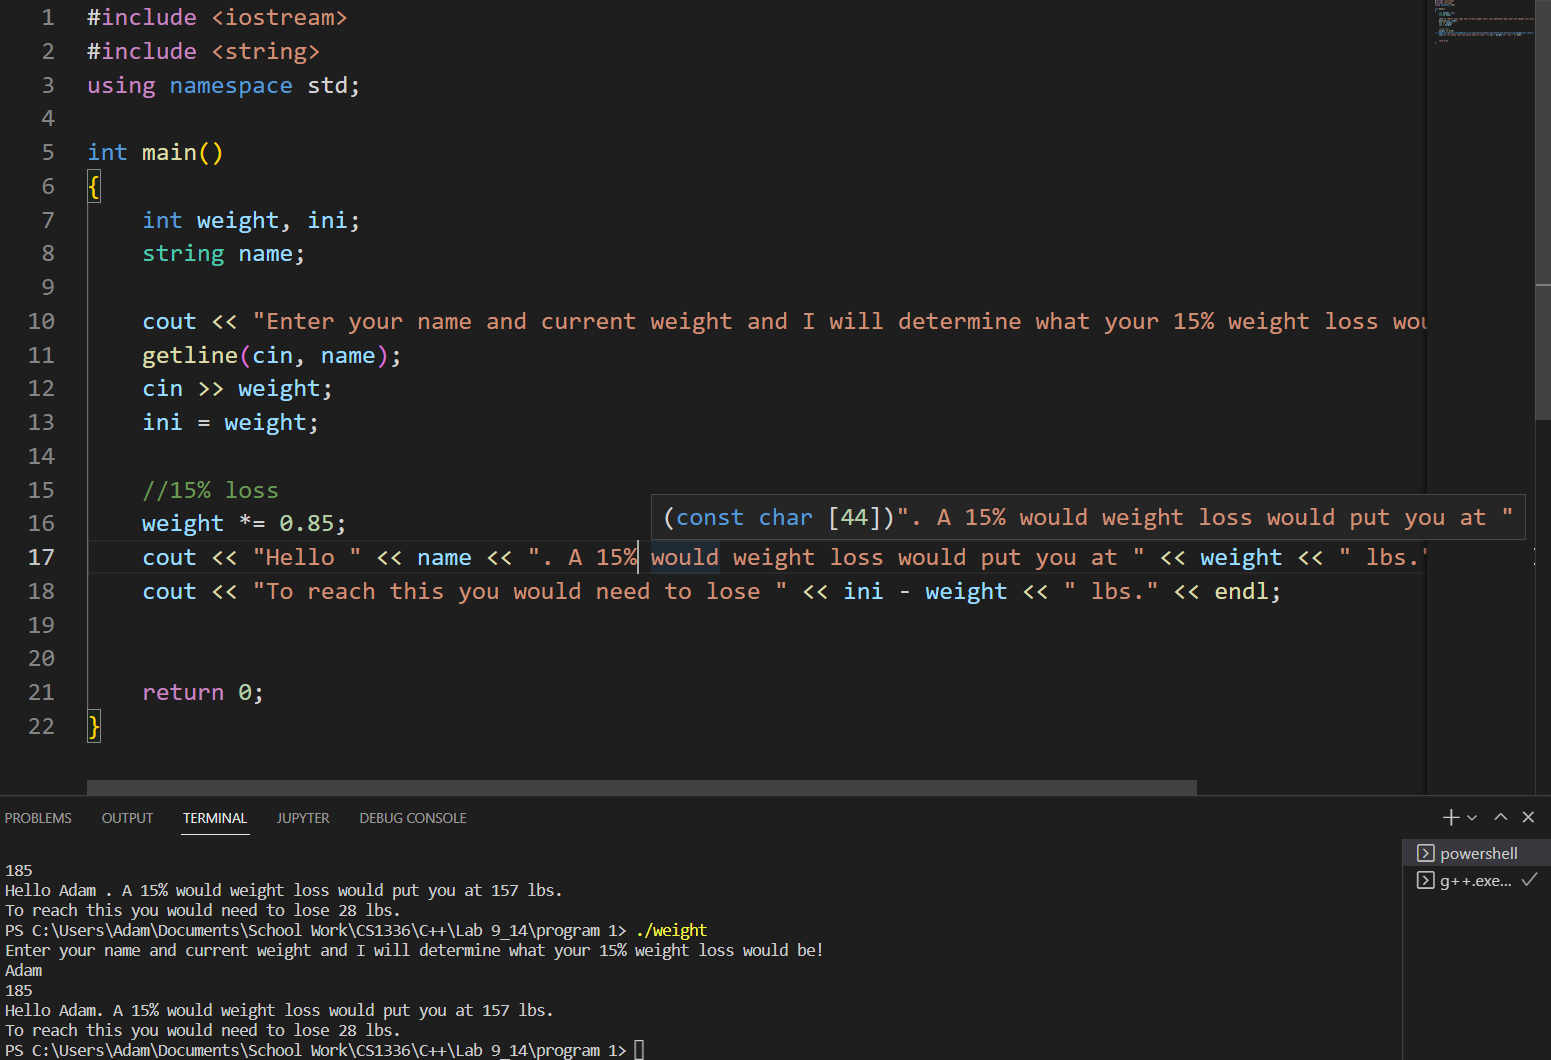 1 #include <iostream>
2 #include <string>
3 using namespace std;
4
5 int main()
6 {
7 int weight, ini;
8 string name;
9
10 cout << "Enter your name and current weight and I will determine what your 15% weight loss wou
11 getline(cin, name);
12 cin >> weight;
13 ini = weight;
14
15 //15% loss
(const char [44])". A 15% would weight loss would put you at "
16 weight *= 0.85;
17 cout << "Hello " << name << ". A 15% would weight loss would put you at " << weight << " lbs."
18 cout << "To reach this you would need to lose " << ini - weight << " lbs." << endl;
19
20
21 return 0;
22 }
PROBLEMS OUTPUT TERMINAL JUPYTER DEBUG CONSOLE
powershell
g++.exe...
185
Hello Adam . A 15% would weight loss would put you at 157 lbs.
To reach this you would need to lose 28 lbs.
PS C:\Users\Adam\Documents\School Work\CS1336\C++\Lab 9_14\program 1> ./weight
Enter your name and current weight and I will determine what your 15% weight loss would be!
Adam
185
Hello Adam. A 15% would weight loss would put you at 157 lbs.
To reach this you would need to lose 28 lbs.
PS C:\Users\Adam\Documents\School Work\CS1336\C++\Lab 9_14\program 1>